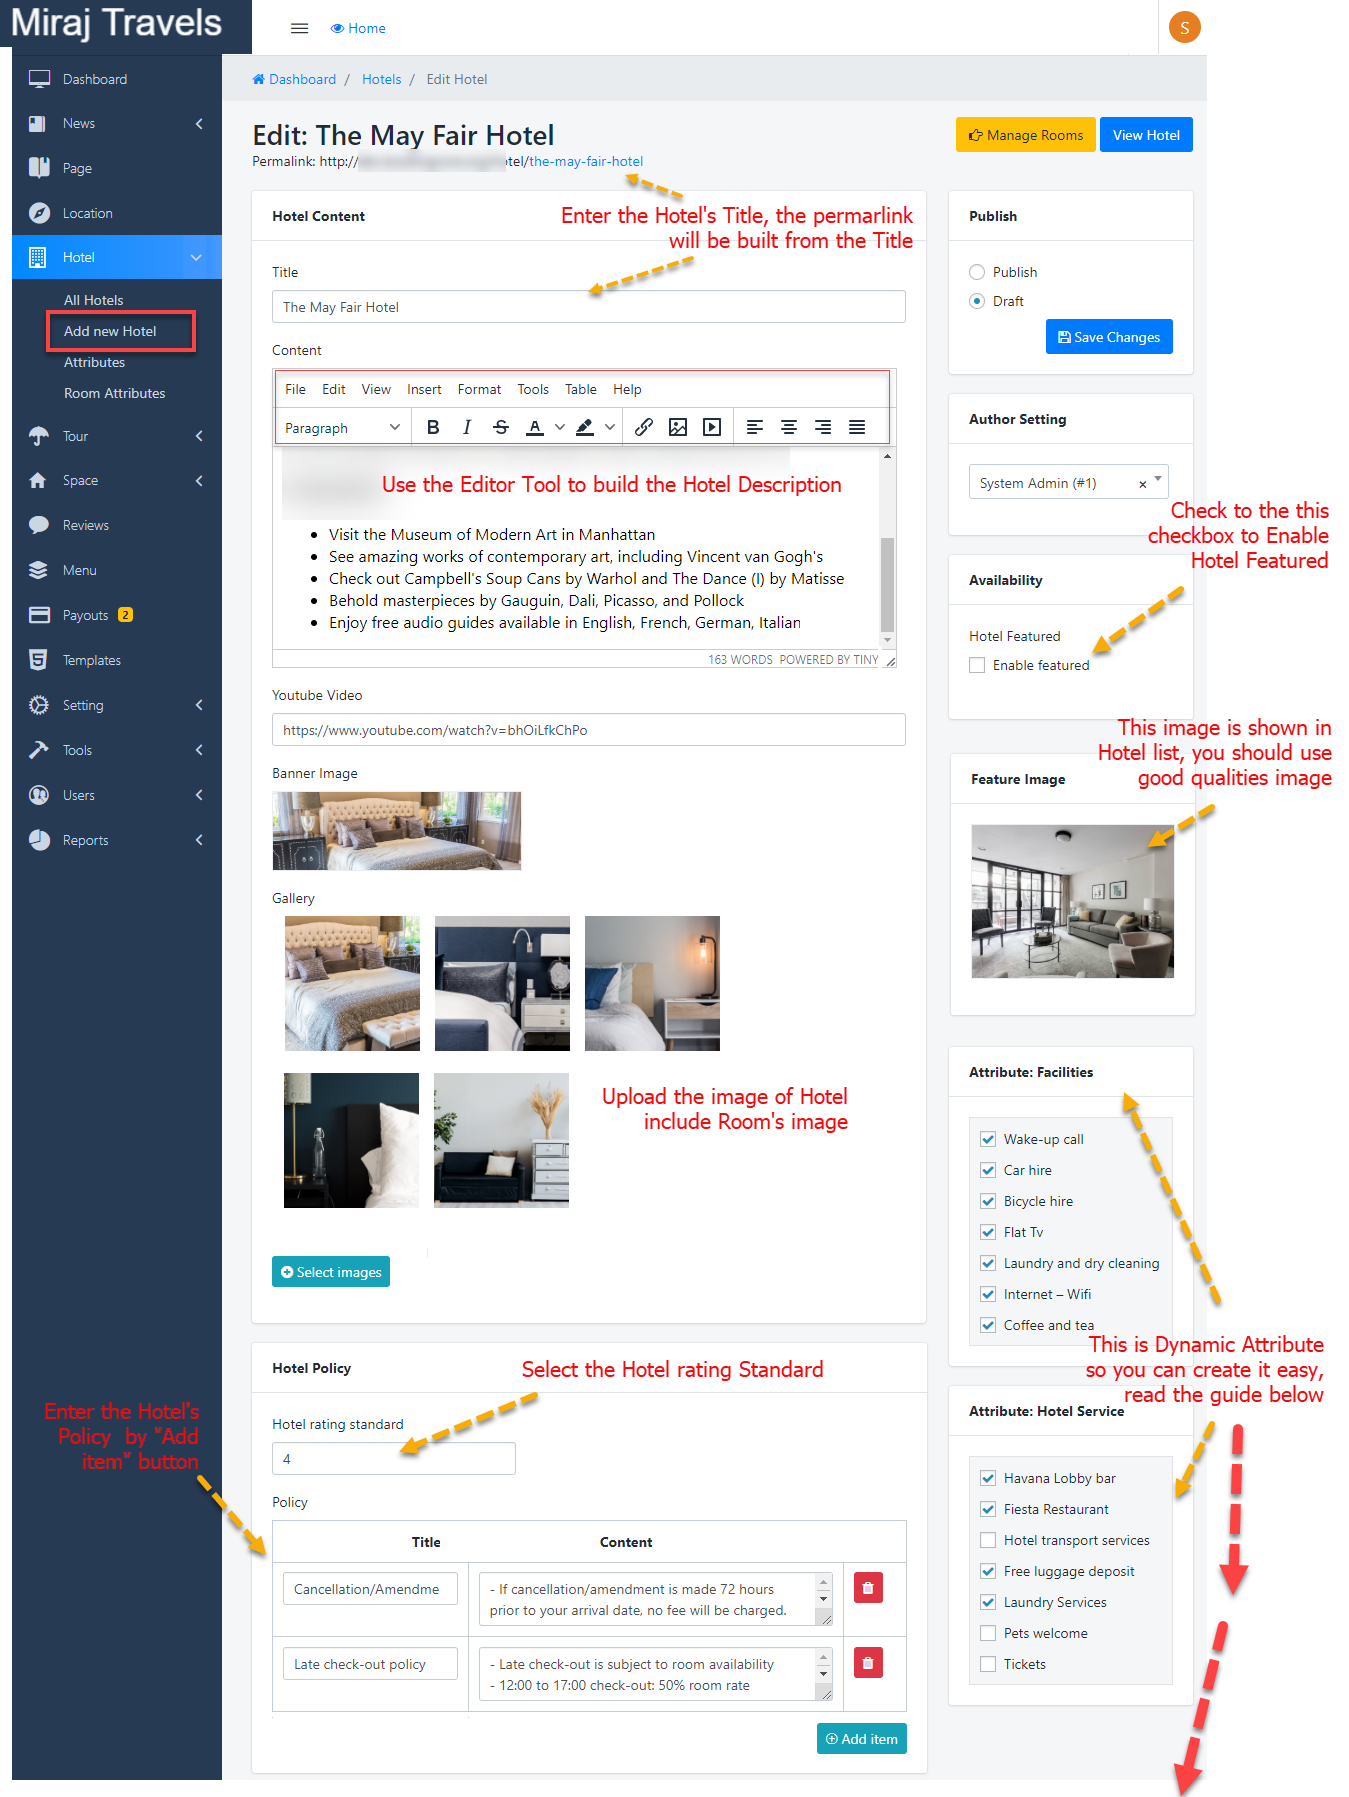 Miraj Travels
Home
S
Dashboard
News
Page
Location
Hotel
All Hotels
Add new Hotel
Attributes
Room Attributes
Tour
Space
Reviews
Menu
Payouts 2
Templates
Setting
Tools
Users
Reports
Dashboard / Hotels / Edit Hotel
Edit: The May Fair Hotel
Permalink: http:// otel/the-may-fair-hotel
Manage Rooms
View Hotel
Hotel Content
Enter the Hotel's Title, the permarlink
will be built from the Title
Title
The May Fair Hotel
Content
File Edit View Insert Format Tools Table Help
Paragraph B I S A
Use the Editor Tool to build the Hotel Description
• Visit the Museum of Modern Art in Manhattan
• See amazing works of contemporary art, including Vincent van Gogh's
• Check out Campbell's Soup Cans by Warhol and The Dance (I) by Matisse
• Behold masterpieces by Gauguin, Dali, Picasso, and Pollock
• Enjoy free audio guides available in English, French, German, Italian
163 WORDS POWERED BY TINY
Youtube Video
https://www.youtube.com/watch?v=bhOiLfkChPo
Banner Image
Gallery
Upload the image of Hotel
include Room's image
Select images
Hotel Policy
Select the Hotel rating Standard
Hotel rating standard
4
Enter the Hotel's
Policy by "Add
item" button
Policy
Title Content
Cancellation/Amendme
- If cancellation/amendment is made 72 hours
prior to your arrival date, no fee will be charged.
Late check-out policy
- Late check-out is subject to room availability
- 12:00 to 17:00 check-out: 50% room rate
Add item
Publish
Publish
Draft
Save Changes
Author Setting
System Admin (#1) ×
Check to the this
checkbox to Enable
Hotel Featured
Availability
Hotel Featured
Enable featured
This image is shown in
Hotel list, you should use
good qualities image
Feature Image
Attribute: Facilities
Wake-up call
Car hire
Bicycle hire
Flat Tv
Laundry and dry cleaning
Internet – Wifi
Coffee and tea
This is Dynamic Attribute
so you can create it easy,
read the guide below
Attribute: Hotel Service
Havana Lobby bar
Fiesta Restaurant
Hotel transport services
Free luggage deposit
Laundry Services
Pets welcome
Tickets